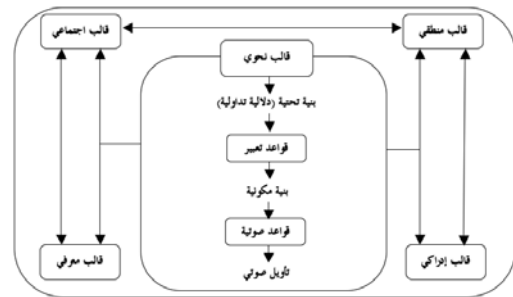 قالب منطقي
قالب اجتماعي
قالب نحوي
بنية تحتية (دلالية تداولية)
قواعد تعبير
بنية مكونية
قواعد صوتية
تأويل صوتي
قالب إدراكي
قالب معرفي